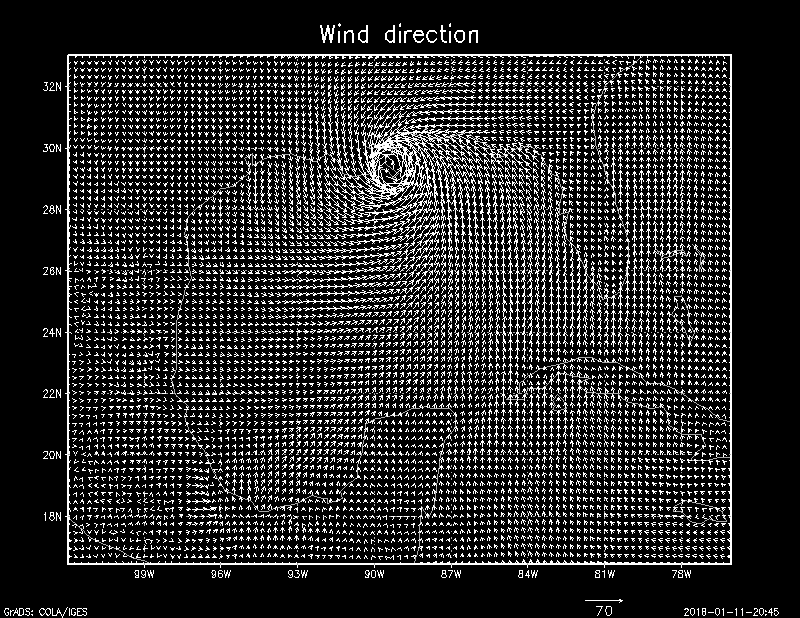 Wind direction
32N
30N
28N
26N
24N
22N
20N
18N
99W 96W 93W 90W 87W 84W 81W 78W
70
GrADS: COLA/IGES 2018-01-11-20:45